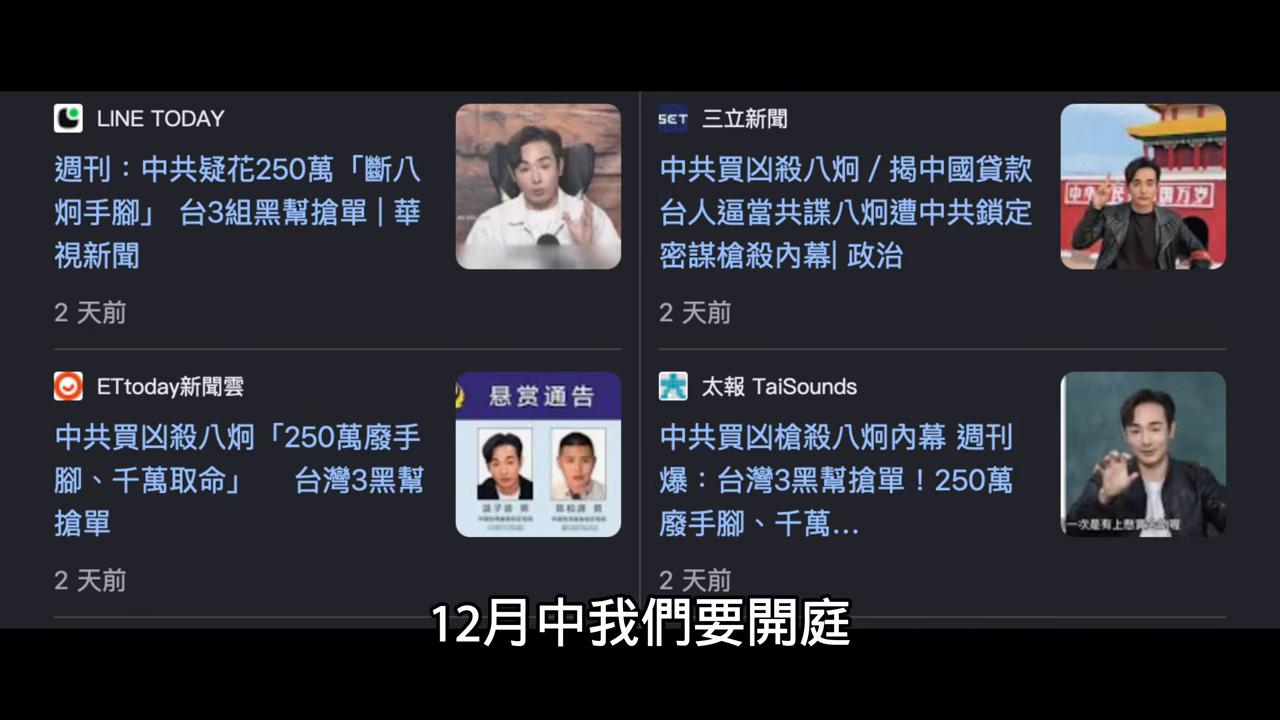 LINE TODAY
週刊：中共疑花250萬「斷八
炯手腳」 台3組黑幫搶單 | 華
視新聞
2 天前
SET 三立新聞
中共買凶殺八炯 / 揭中國貸款
台人逼當共諜八炯遭中共鎖定
密謀槍殺內幕| 政治
2 天前
ETtoday新聞雲
悬赏通告
中共買凶殺八炯「250萬廢手
腳、千萬取命」 台灣3黑幫
搶單
2 天前
太報 TaiSounds
中共買凶槍殺八炯內幕 週刊
爆：台灣3黑幫搶單！250萬
廢手腳、千萬...
2 天前
12月中我們要開庭